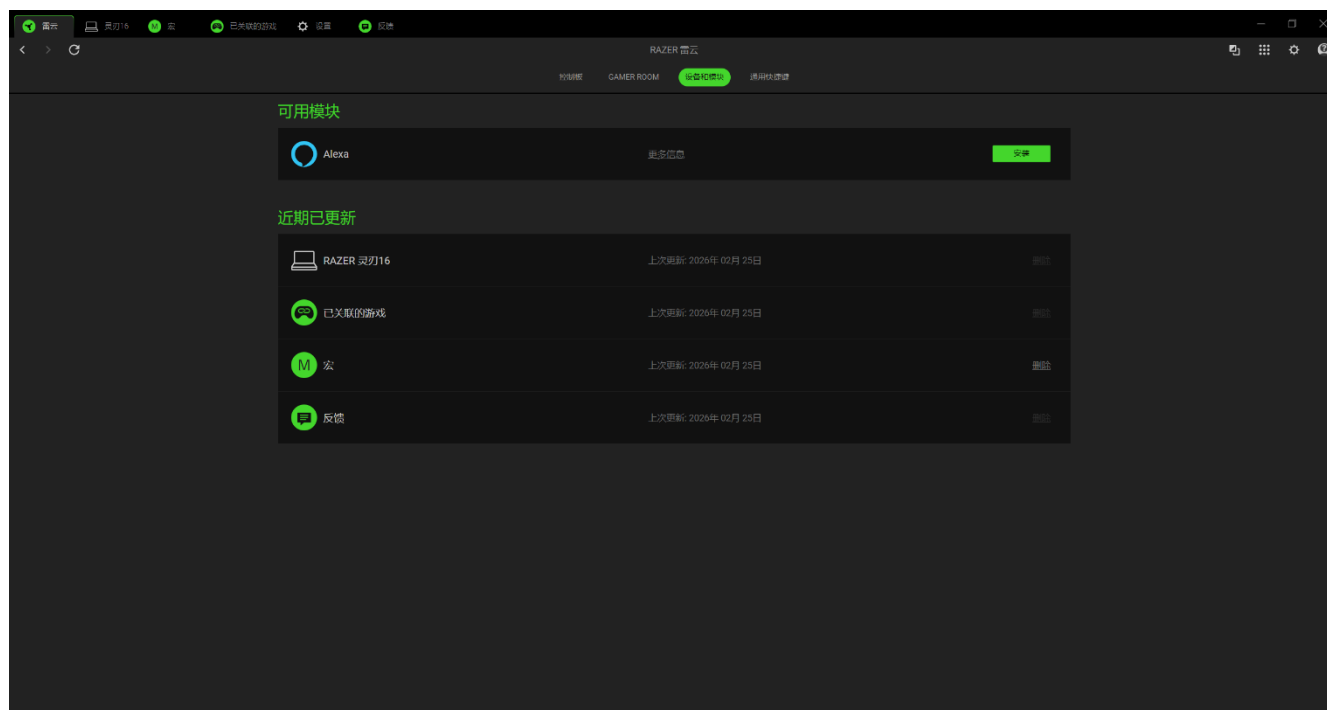 雷云 灵刃16 M 宏 已关联的游戏 设置 反馈
RAZER 雷云
控制板 GAMER ROOM 设备和模块 通用快捷键
可用模块
Alexa 更多信息 安装
近期已更新
RAZER 灵刃16 上次更新: 2026年 02月 25日 删除
已关联的游戏 上次更新: 2026年 02月 25日 删除
M 宏 上次更新: 2026年 02月 25日 删除
反馈 上次更新: 2026年 02月 25日 删除